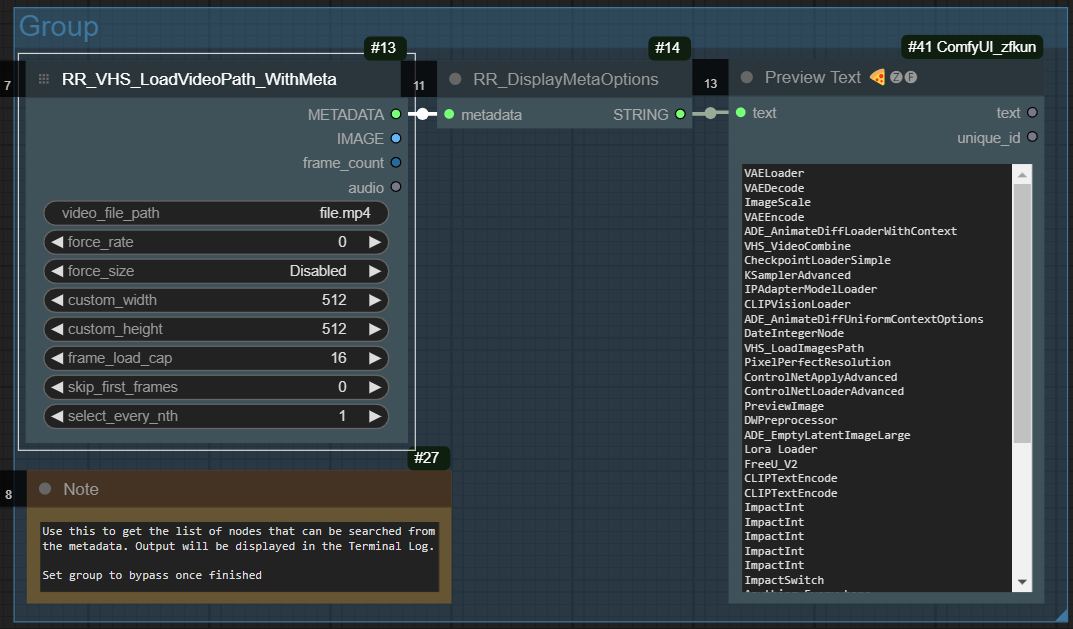 Group
#13
#14
#41 ComfyUI_zfkun
7
RR_VHS_LoadVideoPath_WithMeta
11
RR_DisplayMetaOptions
13
Preview Text 🍕ⓏⒻ
METADATA
metadata
STRING
text
text
IMAGE
unique_id
frame_count
audio
video_file_path file.mp4
force_rate 0
force_size Disabled
custom_width 512
custom_height 512
frame_load_cap 16
skip_first_frames 0
select_every_nth 1
VAELoader
VAEDecode
ImageScale
VAEEncode
ADE_AnimateDiffLoaderWithContext
VHS_VideoCombine
CheckpointLoaderSimple
KSamplerAdvanced
IPAdapterModelLoader
CLIPVisionLoader
ADE_AnimateDiffUniformContextOptions
DateIntegerNode
VHS_LoadImagesPath
PixelPerfectResolution
ControlNetApplyAdvanced
ControlNetLoaderAdvanced
PreviewImage
DWPreprocessor
ADE_EmptyLatentImageLarge
Lora Loader
FreeU_V2
CLIPTextEncode
CLIPTextEncode
ImpactInt
ImpactInt
ImpactInt
ImpactInt
ImpactInt
ImpactSwitch
#27
8
Note
Use this to get the list of nodes that can be searched from
the metadata. Output will be displayed in the Terminal Log.
Set group to bypass once finished